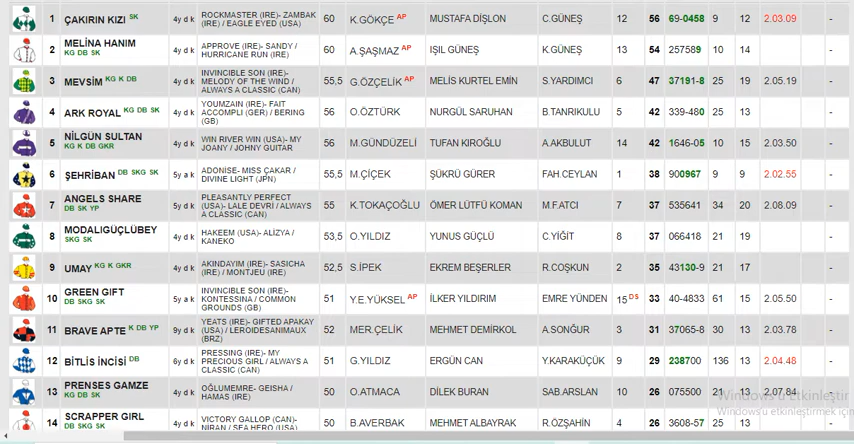 1 ÇAKIRIN KIZI SK 4y d k ROCKMASTER (IRE)- ZAMBAK (IRE) / EAGLE EYED (USA) 60 K.GÖKÇE AP MUSTAFA DİŞLON C.GÜNEŞ 12 56 69-0458 9 12 2.03.09 -
2 MELİNA HANIM KG DB SK 4y d k APPROVE (IRE)- SANDY / HURRICANE RUN (IRE) 60 A.ŞAŞMAZ AP IŞIL GÜNEŞ K.GÜNEŞ 13 54 257589 10 14 -
3 MEVSİM KG K DB 4y d k INVINCIBLE SON (IRE)- MELODY OF THE WIND / ALWAYS A CLASSIC (CAN) 55,5 G.ÖZÇELİK AP MELİS KURTEL EMİN S.YARDIMCI 6 47 37191-8 25 19 2.05.19 -
4 ARK ROYAL KG DB SK 4y d k YOUMZAIN (IRE)- FAIT ACCOMPLI (GER) / BERING (GB) 56 O.ÖZTÜRK NURGÜL SARUHAN B.TANRIKULU 5 42 339-480 25 13 -
5 NİLGÜN SULTAN KG K DB GKR 4y d k WIN RIVER WIN (USA)- MY JOANY / JOHNY GUITAR 56 M.GÜNDÜZELİ TUFAN KIROĞLU A.AKBULUT 14 42 1646-05 10 15 2.03.50 -
6 ŞEHRİBAN DB SKG SK 5y a k ADONİSE- MISS ÇAKAR / DIVINE LIGHT (JPN) 55,5 M.ÇİÇEK ŞÜKRÜ GÜRER FAH.CEYLAN 1 38 900967 9 9 2.02.55 -
7 ANGELS SHARE DB SK YP 5y d k PLEASANTLY PERFECT (USA)- LALE DEVRİ / ALWAYS A CLASSIC (CAN) 55 K.TOKAÇOĞLU ÖMER LÜTFÜ KOMAN M.F.ATCI 7 37 535641 34 20 2.08.09 -
8 MODALIGÜÇLÜBEY SKG SK 4y d k HAKEEM (USA)- ALİZYA / KANEKO 53,5 O.YILDIZ YUNUS GÜÇLÜ C.YİĞİT 8 37 066418 21 19 -
9 UMAY KG K GKR 4y d k AKINDAYIM (IRE)- SASICHA (IRE) / MONTJEU (IRE) 52,5 S.İPEK EKREM BEŞERLER R.COŞKUN 2 35 43130-9 21 17 -
10 GREEN GIFT DB SKG SK 5y a k INVINCIBLE SON (IRE)- KONTESSINA / COMMON GROUNDS (GB) 51 Y.E.YÜKSEL AP İLKER YILDIRIM EMRE YÜNDEN 15 DS 33 40-4833 61 15 2.05.50 -
11 BRAVE APTE K DB YP 9y d k YEATS (IRE)- GIFTED APAKAY (USA) / LEROIDESANIMAUX (BRZ) 52 MER.ÇELİK MEHMET DEMİRKOL A.SONĞUR 3 31 37065-8 30 13 2.03.78 -
12 BİTLİS İNCİSİ DB 6y d k PRESSING (IRE)- MY PRECIOUS GIRL / ALWAYS A CLASSIC (CAN) 51 G.YILDIZ ERGÜN CAN Y.KARAKÜÇÜK 9 29 238700 136 13 2.04.48 -
13 PRENSES GAMZE KG DB SK 4y d k OĞLUMEMRE- GEISHA / HAMAS (IRE) 50 O.ATMACA DİLEK BURAN SAB.ARSLAN 10 26 075500 21 13 2.07.84 -
Windows'u Etkinleştir
Windows'u etkinleştirmek için
14 SCRAPPER GIRL DB SKG SK 4y d k VICTORY GALLOP (CAN)- NIRAN / SEA HERO (USA) 50 B.AVERBAK MEHMET ALBAYRAK R.ÖZŞAHİN 4 26 3608-57 25 13 -